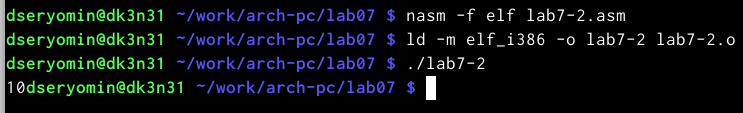 dseryomin@dk3n31 ~/work/arch-pc/lab07 $ nasm -f elf lab7-2.asm
dseryomin@dk3n31 ~/work/arch-pc/lab07 $ ld -m elf_i386 -o lab7-2 lab7-2.o
dseryomin@dk3n31 ~/work/arch-pc/lab07 $ ./lab7-2
10dseryomin@dk3n31 ~/work/arch-pc/lab07 $